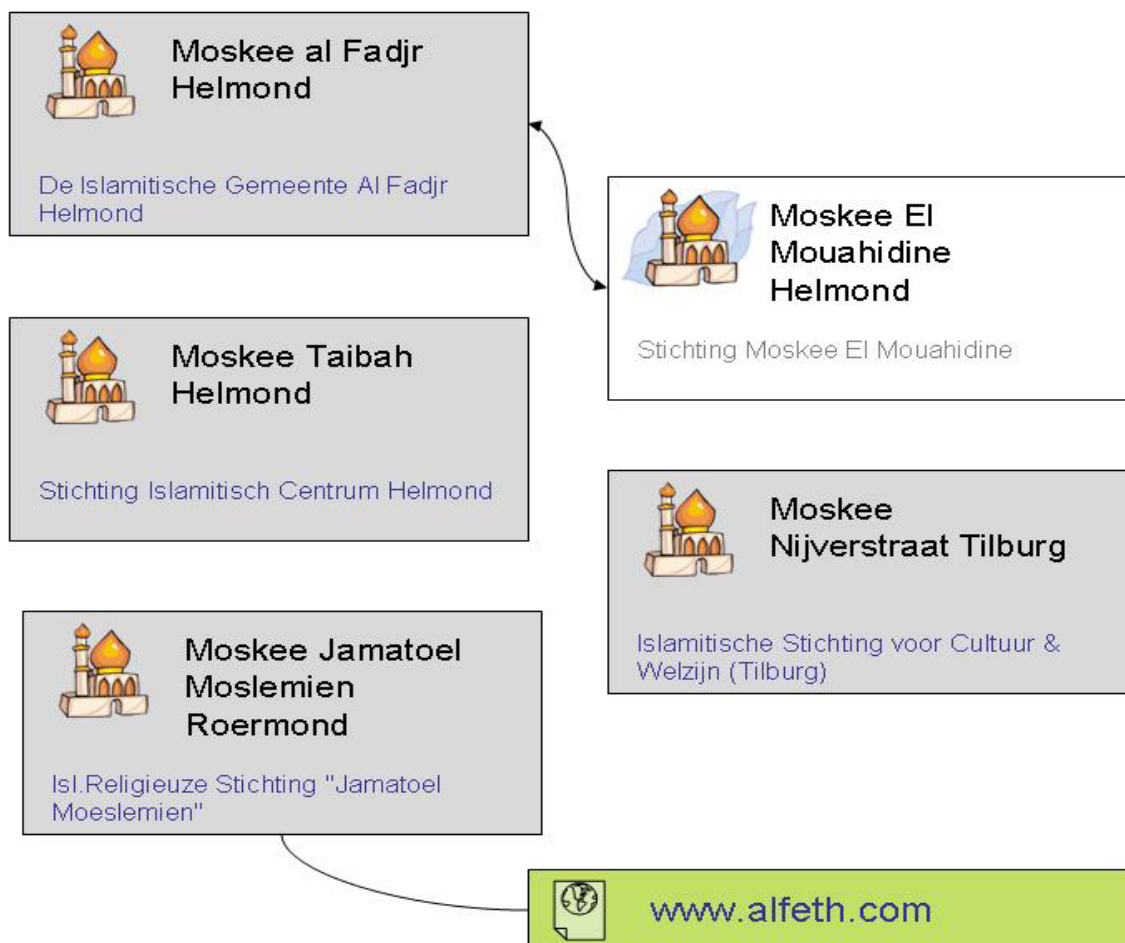 Moskee al Fadjr
Helmond
De Islamitische Gemeente Al Fadjr
Helmond
Moskee El
Mouahidine
Helmond
Stichting Moskee El Mouahidine
Moskee Taibah
Helmond
Stichting Islamitisch Centrum Helmond
Moskee
Nijverstraat Tilburg
Islamitische Stichting voor Cultuur &
Welzijn (Tilburg)
Moskee Jamatoel
Moslemien
Roermond
Isl.Religieuze Stichting "Jamatoel
Moeslemien"
www.alfeth.com